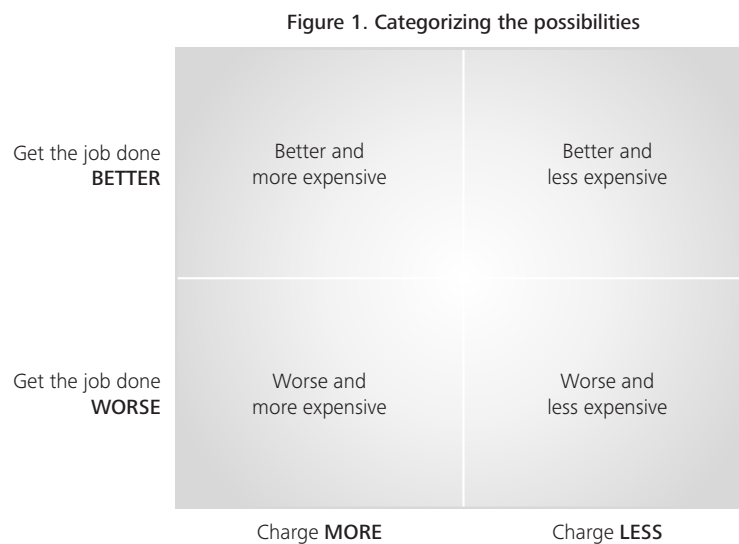 Figure 1. Categorizing the possibilities
Get the job done
BETTER
Better and
more expensive
Better and
less expensive
Get the job done
WORSE
Worse and
more expensive
Worse and
less expensive
Charge MORE
Charge LESS